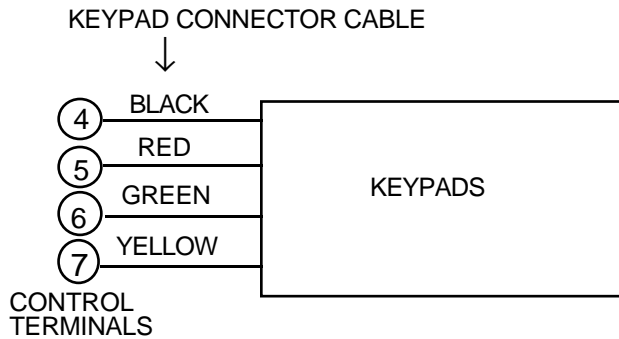 KEYPAD CONNECTOR CABLE
4 BLACK
5 RED
KEYPADS
6 GREEN
7 YELLOW
CONTROL
TERMINALS